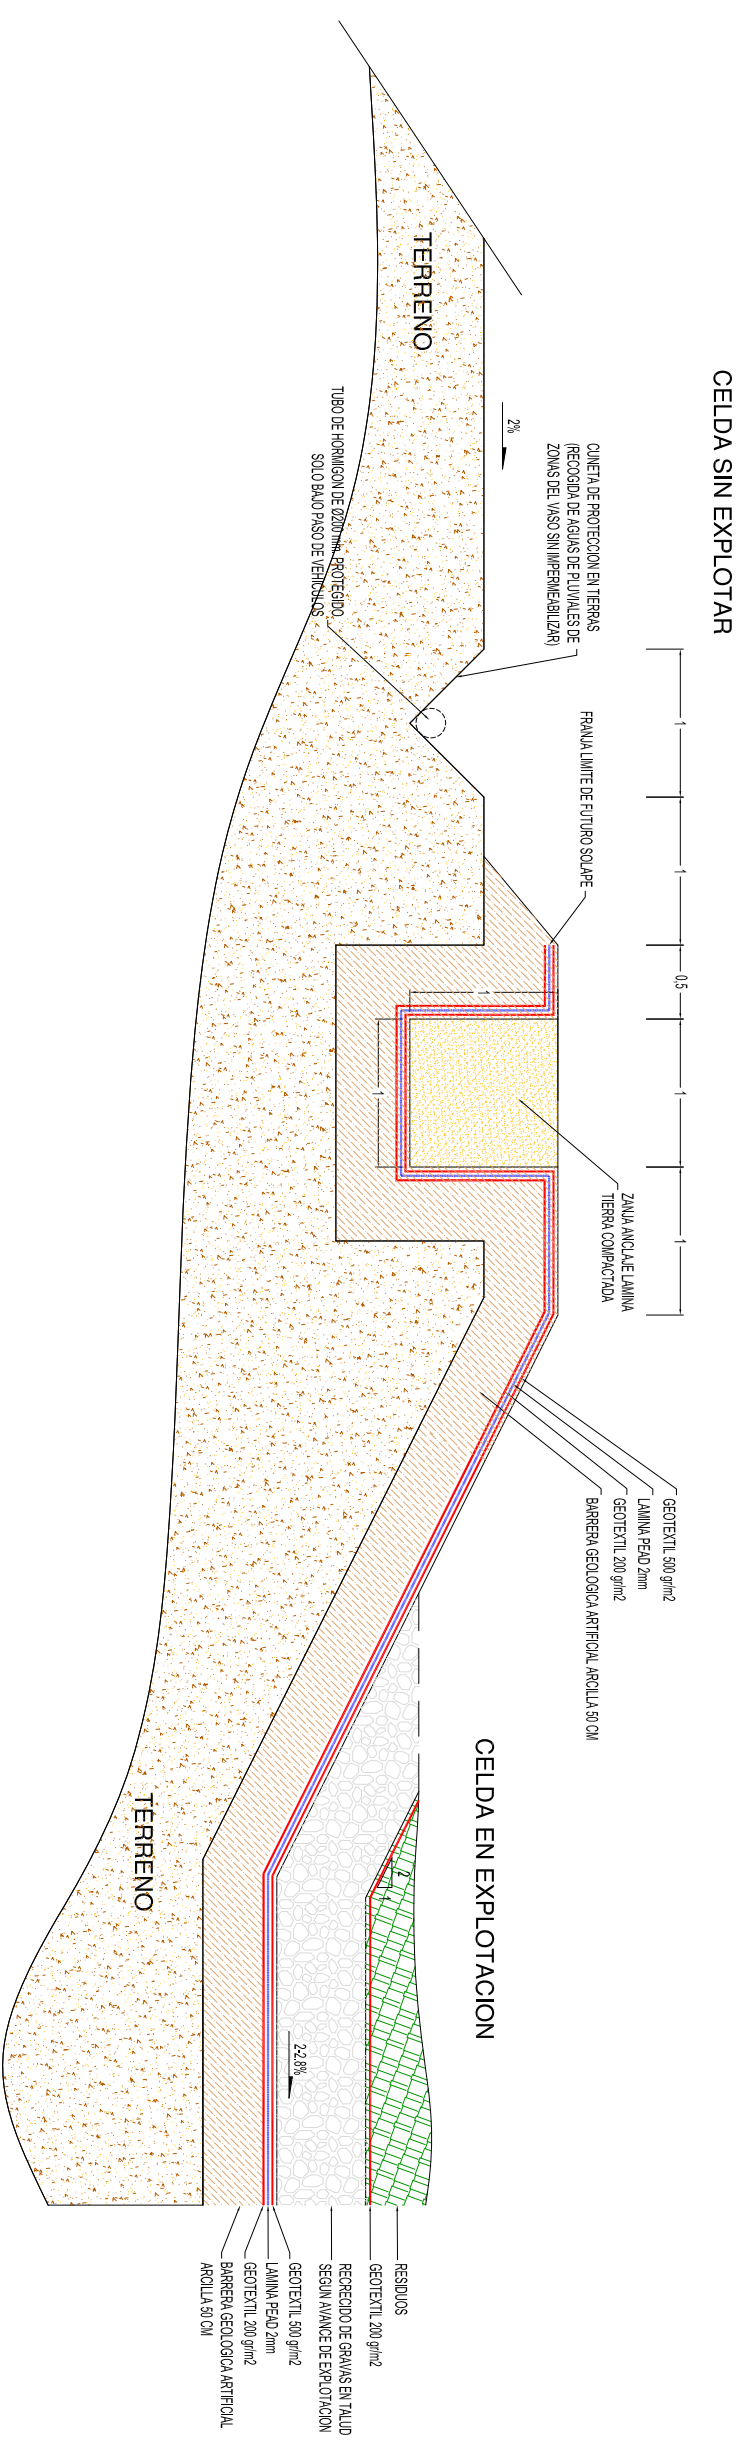 CELDA SIN EXPLOTAR
TERRENO
2%
CUNETA DE PROTECCION EN TIERRAS
(RECOGIDA DE AGUAS DE PLUVIALES DE
ZONAS DEL VASO SIN IMPERMEABILIZAR)
TUBO DE HORMIGON DE Ø200 mm PROTEGIDO
SOLO BAJO PASO DE VEHICULOS
FRANJA LIMITE DE FUTURO SOLAPE
1
1
0,5
1
1
1
1
ZANJA ANCLAJE LAMINA
TIERRA COMPACTADA
GEOTEXTIL 500 gr/m2
LAMINA PEAD 2mm
GEOTEXTIL 200 gr/m2
BARRERA GEOLOGICA ARTIFICIAL ARCILLA 50 CM
CELDA EN EXPLOTACION
TERRENO
2
1
2-2.8%
RESIDUOS
GEOTEXTIL 200 gr/m2
RECRECIDO DE GRAVAS EN TALUD
SEGUN AVANCE DE EXPLOTACION
GEOTEXTIL 500 gr/m2
LAMINA PEAD 2mm
GEOTEXTIL 200 gr/m2
BARRERA GEOLOGICA ARTIFICIAL
ARCILLA 50 CM